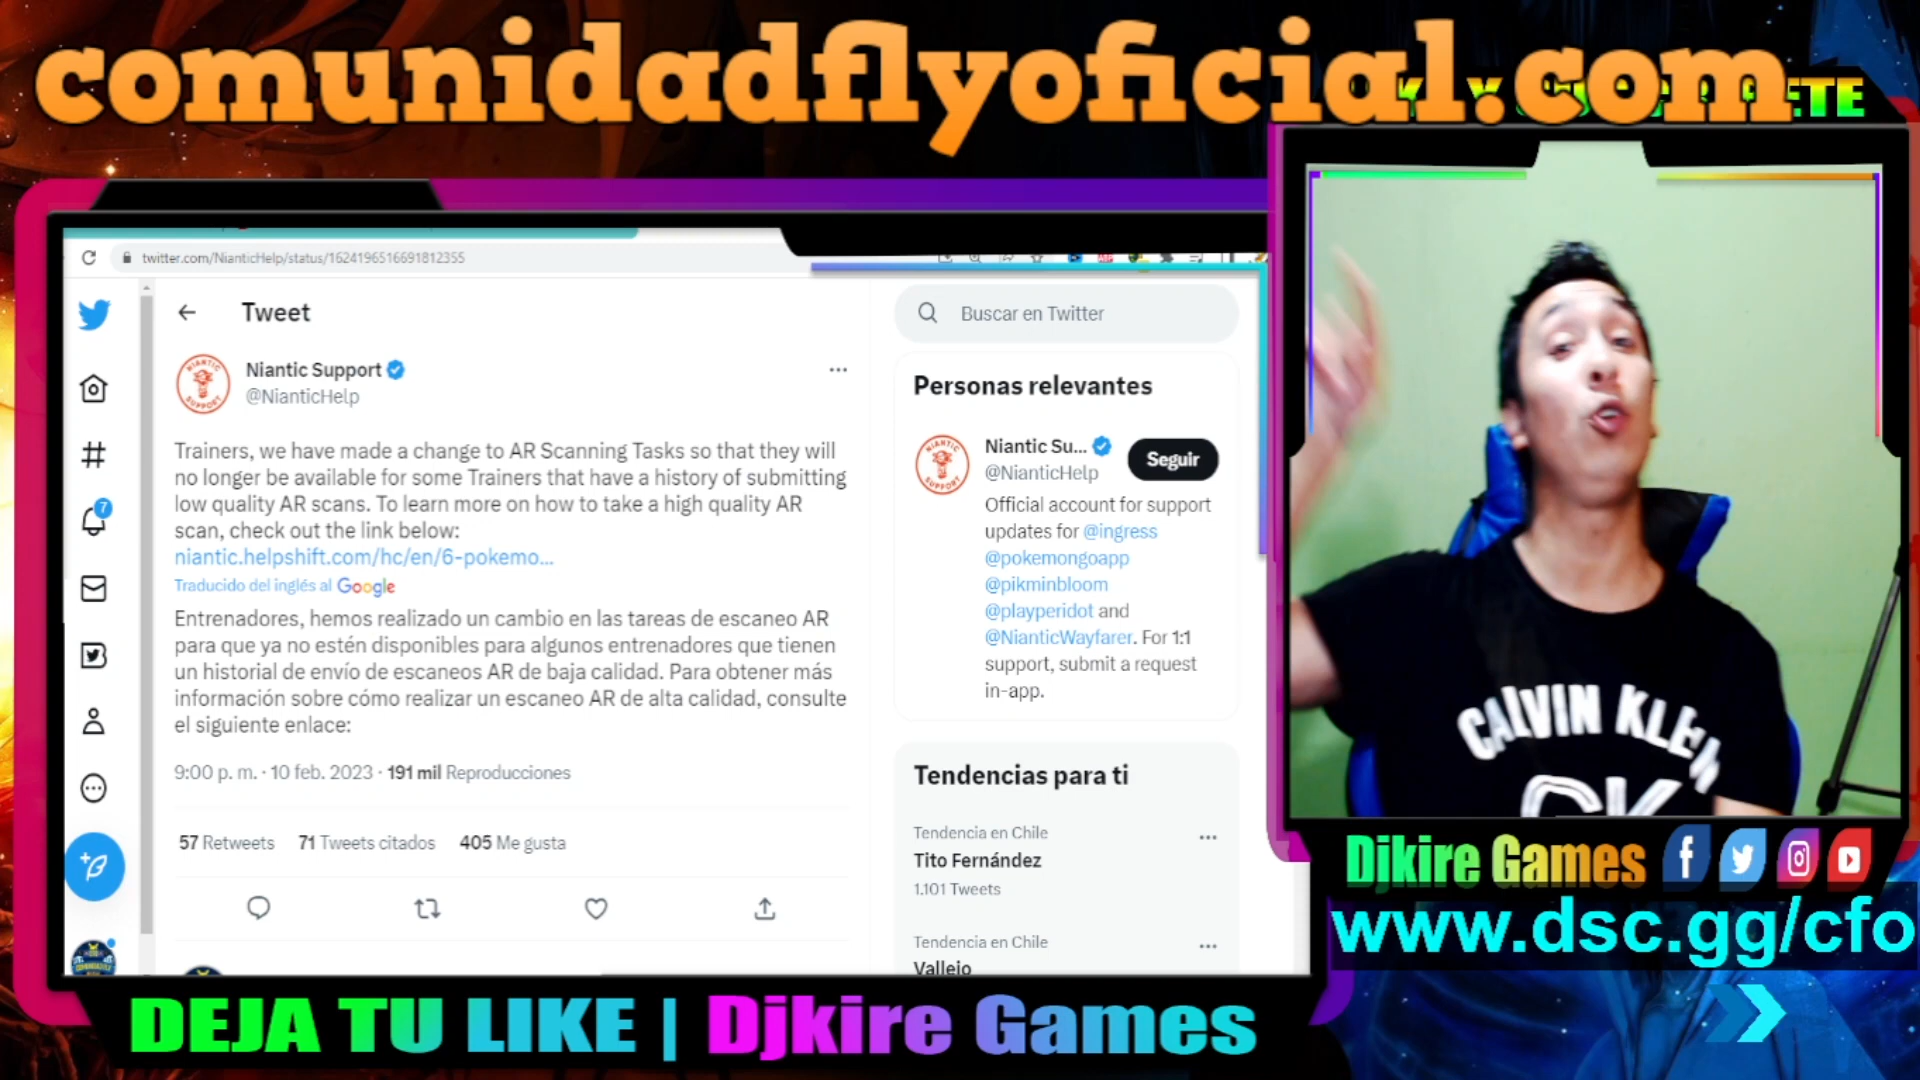 comunidadflyoficial.com
ETE
twitter.com/NianticHelp/status/1624196516691812355
Tweet
Buscar en Twitter
Niantic Support
@NianticHelp
Trainers, we have made a change to AR Scanning Tasks so that they will
no longer be available for some Trainers that have a history of submitting
low quality AR scans. To learn more on how to take a high quality AR
scan, check out the link below:
niantic.helpshift.com/hc/en/6-pokemo...
Traducido del inglés al Google
Entrenadores, hemos realizado un cambio en las tareas de escaneo AR
para que ya no estén disponibles para algunos entrenadores que tienen
un historial de envío de escaneos AR de baja calidad. Para obtener más
información sobre cómo realizar un escaneo AR de alta calidad, consulte
el siguiente enlace:
9:00 p. m. · 10 feb. 2023 · 191 mil Reproducciones
57 Retweets 71 Tweets citados 405 Me gusta
7
Personas relevantes
Niantic Su...
@NianticHelp
Seguir
Official account for support
updates for @ingress
@pokemongoapp
@pikminbloom
@playperidot and
@NianticWayfarer. For 1:1
support, submit a request
in-app.
Tendencias para ti
Tendencia en Chile
Tito Fernández
1.101 Tweets
Tendencia en Chile
Vallejo
NIANTIC
SUPPORT
NIANTIC
SUPPORT
CALVIN KLEIN
CK
Djkire Games
www.dsc.gg/cfo
DEJA TU LIKE | Djkire Games